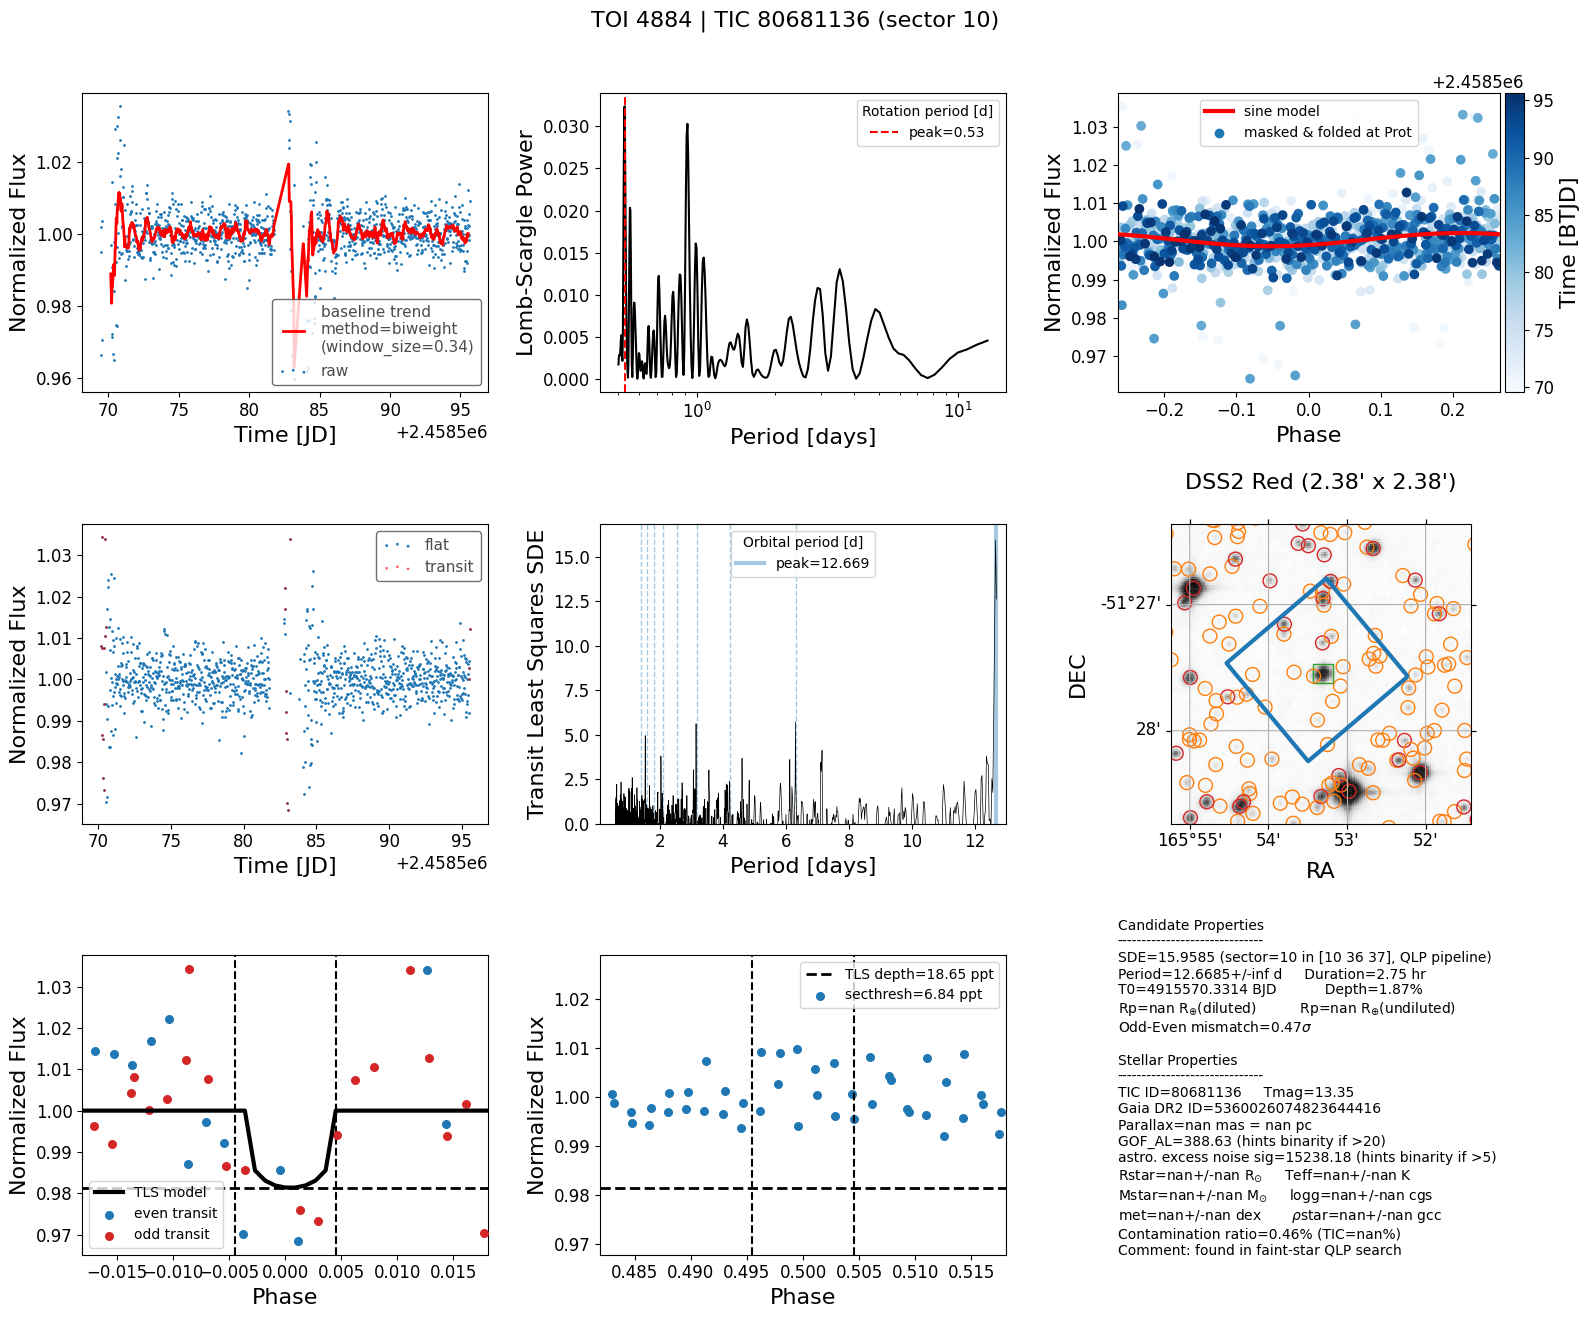 TOI 4884 | TIC 80681136 (sector 10)
Normalized Flux
1.02
1.00
0.98
0.96
baseline trend
method=biweight
(window_size=0.34)
raw
70 75 80 85 90 95
Time [JD]
+2.4585e6
Lomb-Scargle Power
0.030
0.025
0.020
0.015
0.010
0.005
0.000
Rotation period [d]
peak=0.53
10⁰ 10¹
Period [days]
+2.4585e6
Normalized Flux
1.03
1.02
1.01
1.00
0.99
0.98
0.97
sine model
masked & folded at Prot
−0.2 −0.1 0.0 0.1 0.2
Phase
95
90
85
80
75
70
Time [BTJD]
Normalized Flux
1.03
1.02
1.01
1.00
0.99
0.98
0.97
flat
transit
70 75 80 85 90 95
Time [JD]
+2.4585e6
Transit Least Squares SDE
15.0
12.5
10.0
7.5
5.0
2.5
0.0
Orbital period [d]
peak=12.669
2 4 6 8 10 12
Period [days]
DSS2 Red (2.38' x 2.38')
DEC
-51°27'
28'
165°55' 54' 53' 52'
RA
Normalized Flux
1.03
1.02
1.01
1.00
0.99
0.98
0.97
TLS model
even transit
odd transit
−0.015 −0.010 −0.005 0.000 0.005 0.010 0.015
Phase
Normalized Flux
1.02
1.01
1.00
0.99
0.98
0.97
TLS depth=18.65 ppt
secthresh=6.84 ppt
0.485 0.490 0.495 0.500 0.505 0.510 0.515
Phase
Candidate Properties
------------------------------
SDE=15.9585 (sector=10 in [10 36 37], QLP pipeline)
Period=12.6685+/-inf d Duration=2.75 hr
T0=4915570.3314 BJD Depth=1.87%
Rp=nan R⊕(diluted) Rp=nan R⊕(undiluted)
Odd-Even mismatch=0.47σ
Stellar Properties
------------------------------
TIC ID=80681136 Tmag=13.35
Gaia DR2 ID=5360026074823644416
Parallax=nan mas = nan pc
GOF_AL=388.63 (hints binarity if >20)
astro. excess noise sig=15238.18 (hints binarity if >5)
Rstar=nan+/-nan R⊙ Teff=nan+/-nan K
Mstar=nan+/-nan M⊙ logg=nan+/-nan cgs
met=nan+/-nan dex ρstar=nan+/-nan gcc
Contamination ratio=0.46% (TIC=nan%)
Comment: found in faint-star QLP search